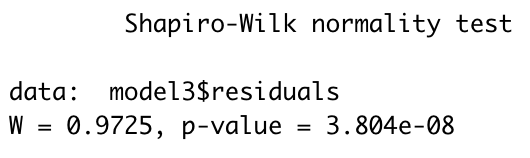 Shapiro-Wilk normality test
data:  model3$residuals
W = 0.9725, p-value = 3.804e-08